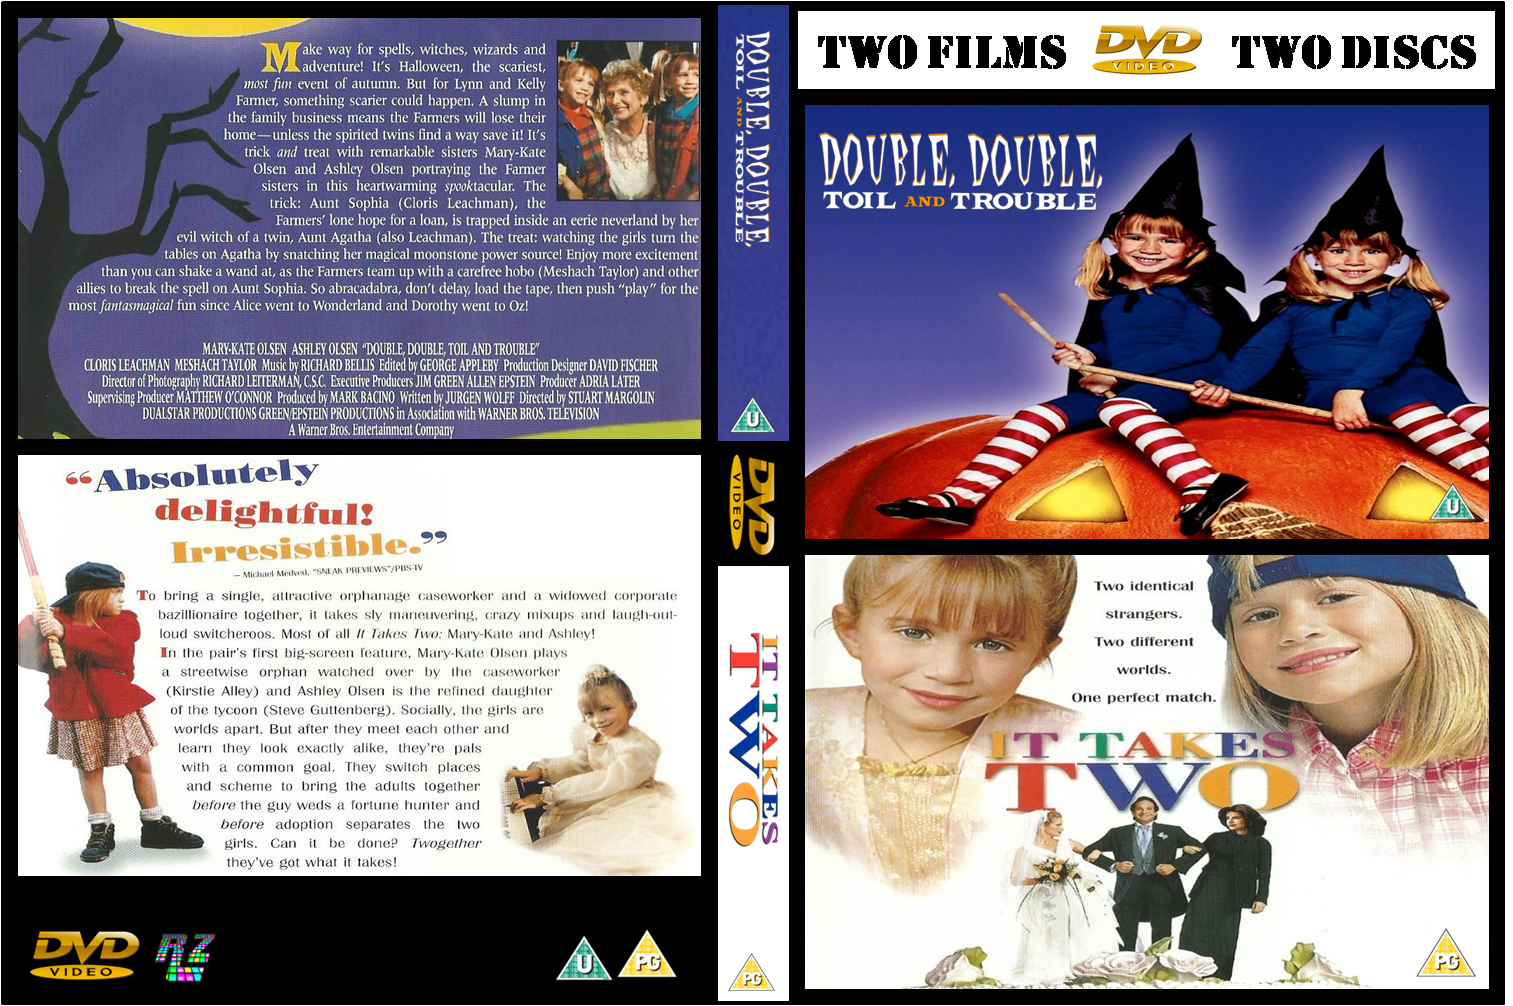 Make way for spells, witches, wizards and
adventure! It's Halloween, the scariest,
most fun event of autumn. But for Lynn and Kelly
Farmer, something scarier could happen. A slump in
the family business means the Farmers will lose their
home—unless the spirited twins find a way save it! It's
trick and treat with remarkable sisters Mary-Kate
Olsen and Ashley Olsen portraying the Farmer
sisters in this heartwarming spooktacular. The
trick: Aunt Sophia (Cloris Leachman), the
Farmers' lone hope for a loan, is trapped inside an eerie neverland by her
evil witch of a twin, Aunt Agatha (also Leachman). The treat: watching the girls turn the
tables on Agatha by snatching her magical moonstone power source! Enjoy more excitement
than you can shake a wand at, as the Farmers team up with a carefree hobo (Meshach Taylor) and other
allies to break the spell on Aunt Sophia. So abracadabra, don't delay, load the tape, then push "play" for the
most fantasmagical fun since Alice went to Wonderland and Dorothy went to Oz!
MARY-KATE OLSEN ASHLEY OLSEN "DOUBLE, DOUBLE, TOIL AND TROUBLE"
CLORIS LEACHMAN MESHACH TAYLOR Music by RICHARD BELLIS Edited by GEORGE APPLEBY Production Designer DAVID FISCHER
Director of Photography RICHARD LEITERMAN, C.S.C. Executive Producers JIM GREEN ALLEN EPSTEIN Producer ADRIA LATER
Supervising Producer MATTHEW O'CONNOR Produced by MARK BACINO Written by JURGEN WOLFF Directed by STUART MARGOLIN
DUALSTAR PRODUCTIONS GREEN/EPSTEIN PRODUCTIONS in Association with WARNER BROS. TELEVISION
A Warner Bros. Entertainment Company
"Absolutely
delightful!
Irresistible."
— Michael Medved, "SNEAK PREVIEWS"/PBS-TV
To bring a single, attractive orphanage caseworker and a widowed corporate
bazillionaire together, it takes sly maneuvering, crazy mixups and laugh-out-
loud switcheroos. Most of all It Takes Two: Mary-Kate and Ashley!
In the pair's first big-screen feature, Mary-Kate Olsen plays
a streetwise orphan watched over by the caseworker
(Kirstie Alley) and Ashley Olsen is the refined daughter
of the tycoon (Steve Guttenberg). Socially, the girls are
worlds apart. But after they meet each other and
learn they look exactly alike, they're pals
with a common goal. They switch places
and scheme to bring the adults together
before the guy weds a fortune hunter and
before adoption separates the two
girls. Can it be done? Twogether
they've got what it takes!
DVD
VIDEO
RZ
U
PG
DOUBLE, DOUBLE,
TOIL AND TROUBLE
U
DVD
VIDEO
IT TAKES
TWO
PG
TWO FILMS
DVD
VIDEO
TWO DISCS
DOUBLE, DOUBLE,
TOIL AND TROUBLE
U
Two identical
strangers.
Two different
worlds.
One perfect match.
IT TAKES
TWO
PG